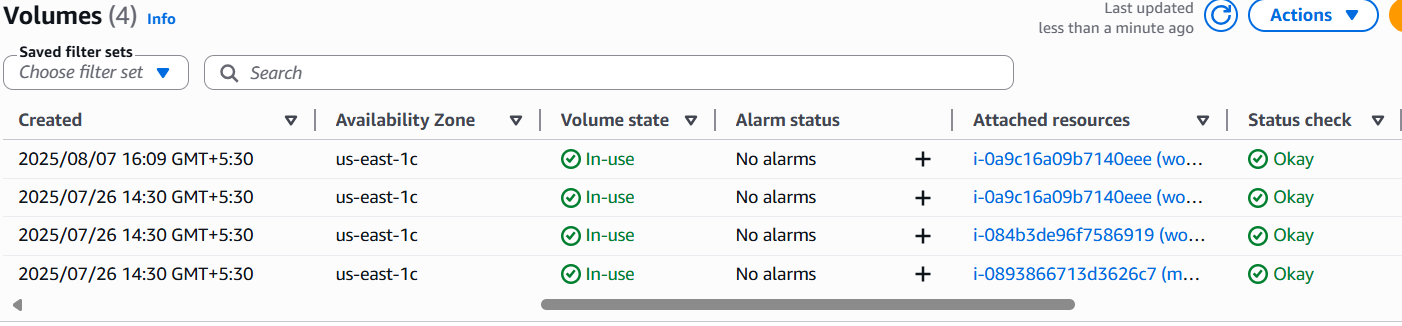 Volumes (4) Info
Last updated
less than a minute ago
Actions
Saved filter sets
Choose filter set
Search
Created Availability Zone Volume state Alarm status Attached resources Status check
2025/08/07 16:09 GMT+5:30 us-east-1c In-use No alarms + i-0a9c16a09b7140eee (wo... Okay
2025/07/26 14:30 GMT+5:30 us-east-1c In-use No alarms + i-0a9c16a09b7140eee (wo... Okay
2025/07/26 14:30 GMT+5:30 us-east-1c In-use No alarms + i-084b3de96f7586919 (wo... Okay
2025/07/26 14:30 GMT+5:30 us-east-1c In-use No alarms + i-0893866713d3626c7 (m... Okay